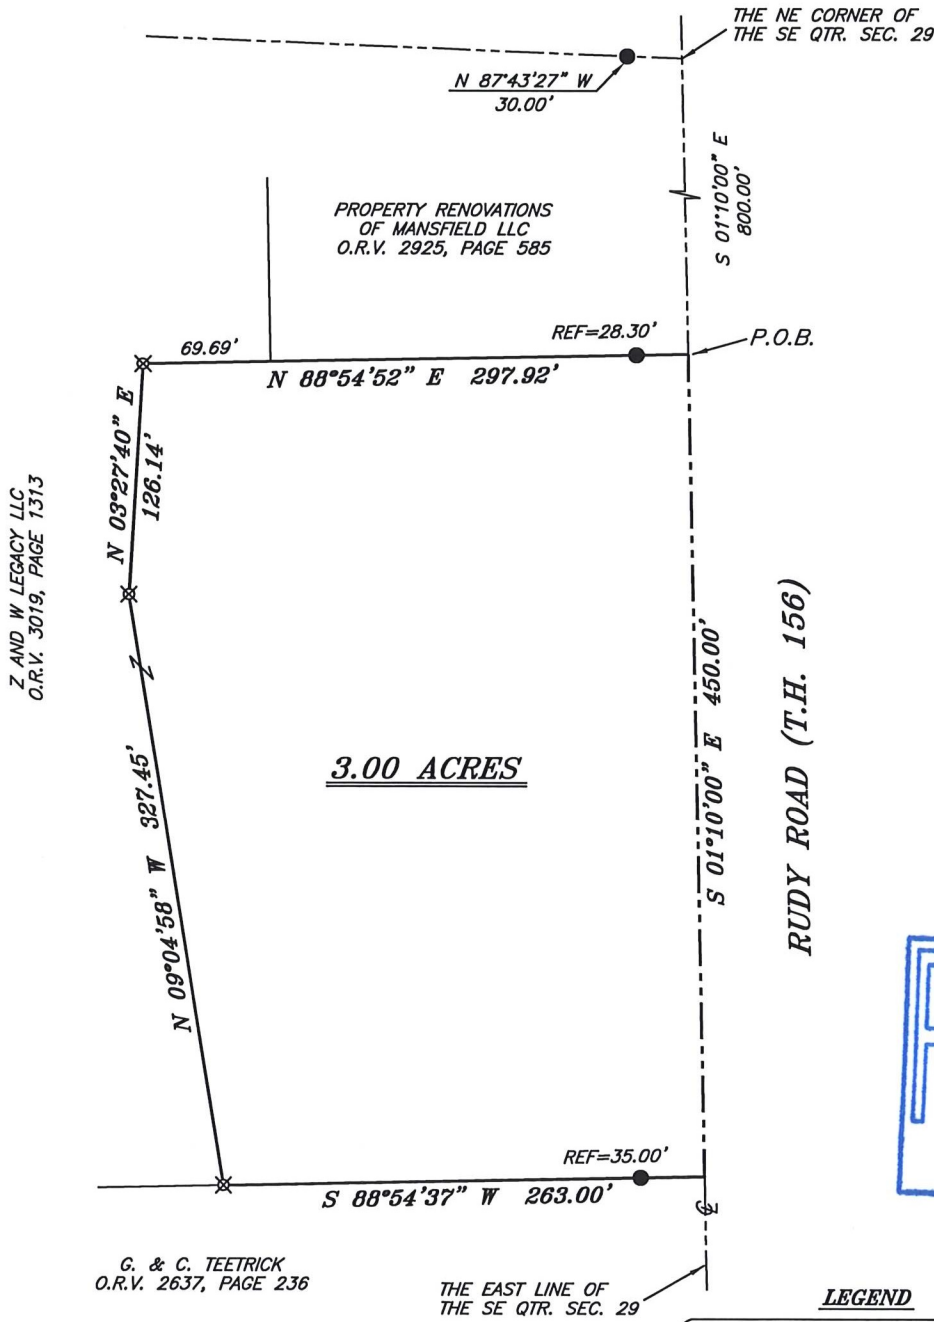 THE NE CORNER OF
THE SE QTR. SEC. 29
N 87°43'27" W
30.00'
S 01°10'00" E
800.00'
PROPERTY RENOVATIONS
OF MANSFIELD LLC
O.R.V. 2925, PAGE 585
69.69'
REF=28.30'
P.O.B.
N 88°54'52" E 297.92'
N 03°27'40" E
126.14'
Z AND W LEGACY LLC
O.R.V. 3019, PAGE 1313
RUDY ROAD (T.H. 156)
S 01°10'00" E 450.00'
3.00 ACRES
N 09°04'58" W 327.45'
REF=35.00'
S 88°54'37" W 263.00'
G. & C. TEETRICK
O.R.V. 2637, PAGE 236
THE EAST LINE OF
THE SE QTR. SEC. 29
LEGEND